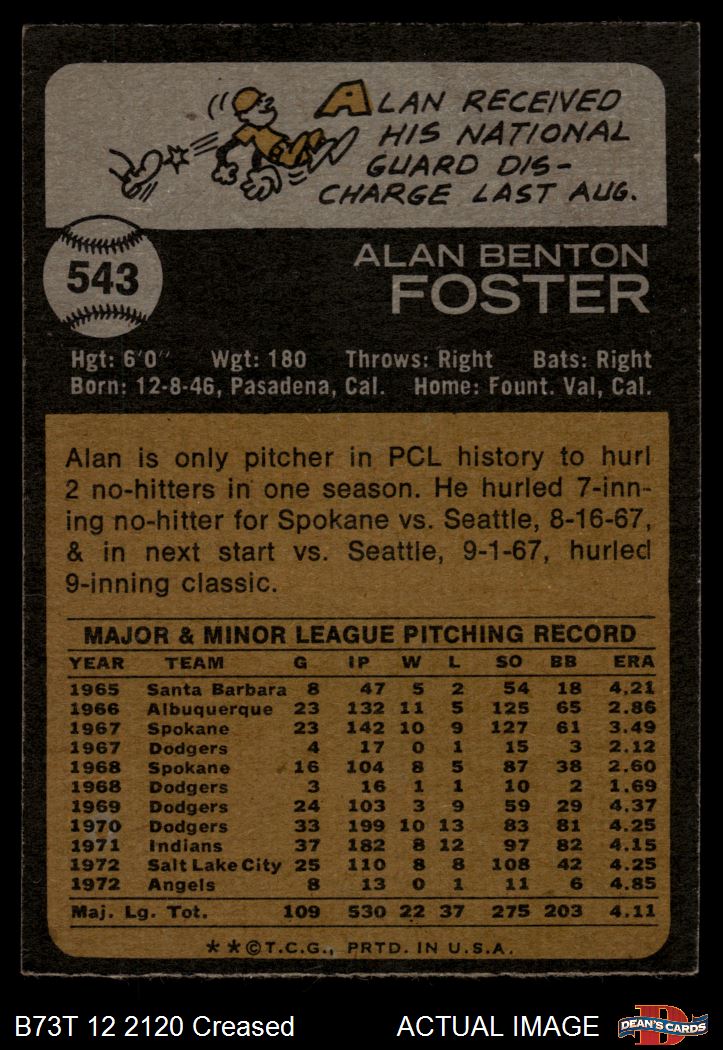 ALAN RECEIVED
HIS NATIONAL
GUARD DIS-
CHARGE LAST AUG.
543
ALAN BENTON
FOSTER
Hgt: 6'0" Wgt: 180 Throws: Right Bats: Right
Born: 12-8-46, Pasadena, Cal. Home: Fount. Val, Cal.
Alan is only pitcher in PCL history to hurl
2 no-hitters in one season. He hurled 7-inn-
ing no-hitter for Spokane vs. Seattle, 8-16-67,
& in next start vs. Seattle, 9-1-67, hurled
9-inning classic.
MAJOR & MINOR LEAGUE PITCHING RECORD
YEAR TEAM G IP W L SO BB ERA
1965 Santa Barbara 8 47 5 2 54 18 4.21
1966 Albuquerque 23 132 11 5 125 65 2.86
1967 Spokane 23 142 10 9 127 61 3.49
1967 Dodgers 4 17 0 1 15 3 2.12
1968 Spokane 16 104 8 5 87 38 2.60
1968 Dodgers 3 16 1 1 10 2 1.69
1969 Dodgers 24 103 3 9 59 29 4.37
1970 Dodgers 33 199 10 13 83 81 4.25
1971 Indians 37 182 8 12 97 82 4.15
1972 Salt Lake City 25 110 8 8 108 42 4.25
1972 Angels 8 13 0 1 11 6 4.85
Maj. Lg. Tot. 109 530 22 37 275 203 4.11
* * © T.C.G., PRTD. IN U.S.A.
B73T 12 2120 Creased ACTUAL IMAGE D DEAN'S CARDS